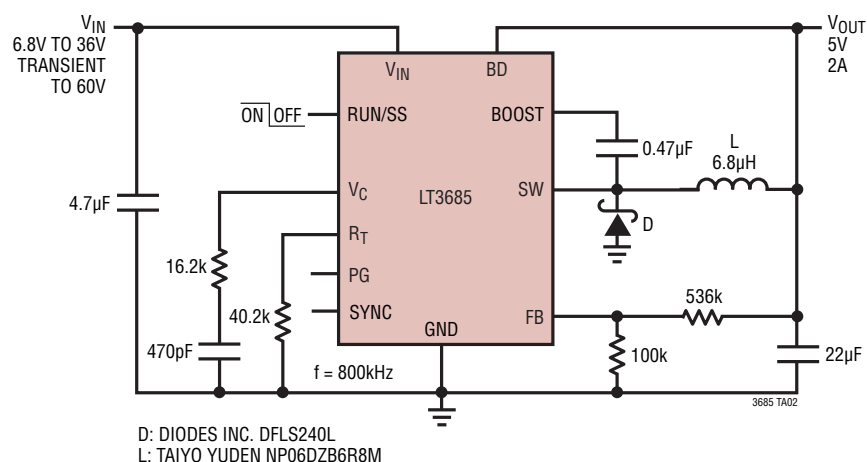 VIN
6.8V TO 36V
TRANSIENT
TO 60V
VOUT
5V
2A
VIN
BD
ON OFF
RUN/SS
BOOST
0.47µF
L
6.8µH
4.7µF
VC
LT3685
SW
D
RT
16.2k
PG
40.2k
SYNC
FB
536k
GND
470pF
f = 800kHz
100k
22µF
3685 TA02
D: DIODES INC. DFLS240L
L: TAIYO YUDEN NP06DZB6R8M